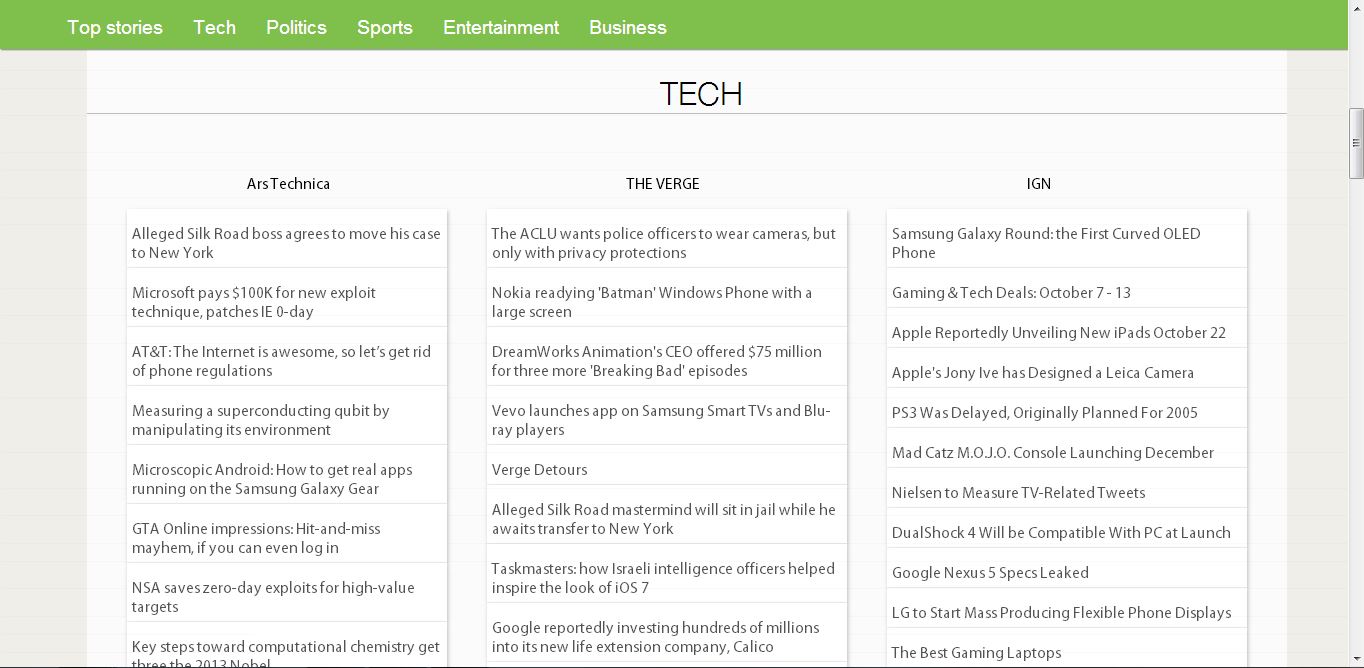 Top stories Tech Politics Sports Entertainment Business
TECH
Ars Technica
Alleged Silk Road boss agrees to move his case
to New York
Microsoft pays $100K for new exploit
technique, patches IE 0-day
AT&T: The Internet is awesome, so let’s get rid
of phone regulations
Measuring a superconducting qubit by
manipulating its environment
Microscopic Android: How to get real apps
running on the Samsung Galaxy Gear
GTA Online impressions: Hit-and-miss
mayhem, if you can even log in
NSA saves zero-day exploits for high-value
targets
Key steps toward computational chemistry get
three the 2013 Nobel
THE VERGE
The ACLU wants police officers to wear cameras, but
only with privacy protections
Nokia readying 'Batman' Windows Phone with a
large screen
DreamWorks Animation's CEO offered $75 million
for three more 'Breaking Bad' episodes
Vevo launches app on Samsung Smart TVs and Blu-
ray players
Verge Detours
Alleged Silk Road mastermind will sit in jail while he
awaits transfer to New York
Taskmasters: how Israeli intelligence officers helped
inspire the look of iOS 7
Google reportedly investing hundreds of millions
into its new life extension company, Calico
IGN
Samsung Galaxy Round: the First Curved OLED
Phone
Gaming & Tech Deals: October 7 - 13
Apple Reportedly Unveiling New iPads October 22
Apple's Jony Ive has Designed a Leica Camera
PS3 Was Delayed, Originally Planned For 2005
Mad Catz M.O.J.O. Console Launching December
Nielsen to Measure TV-Related Tweets
DualShock 4 Will be Compatible With PC at Launch
Google Nexus 5 Specs Leaked
LG to Start Mass Producing Flexible Phone Displays
The Best Gaming Laptops